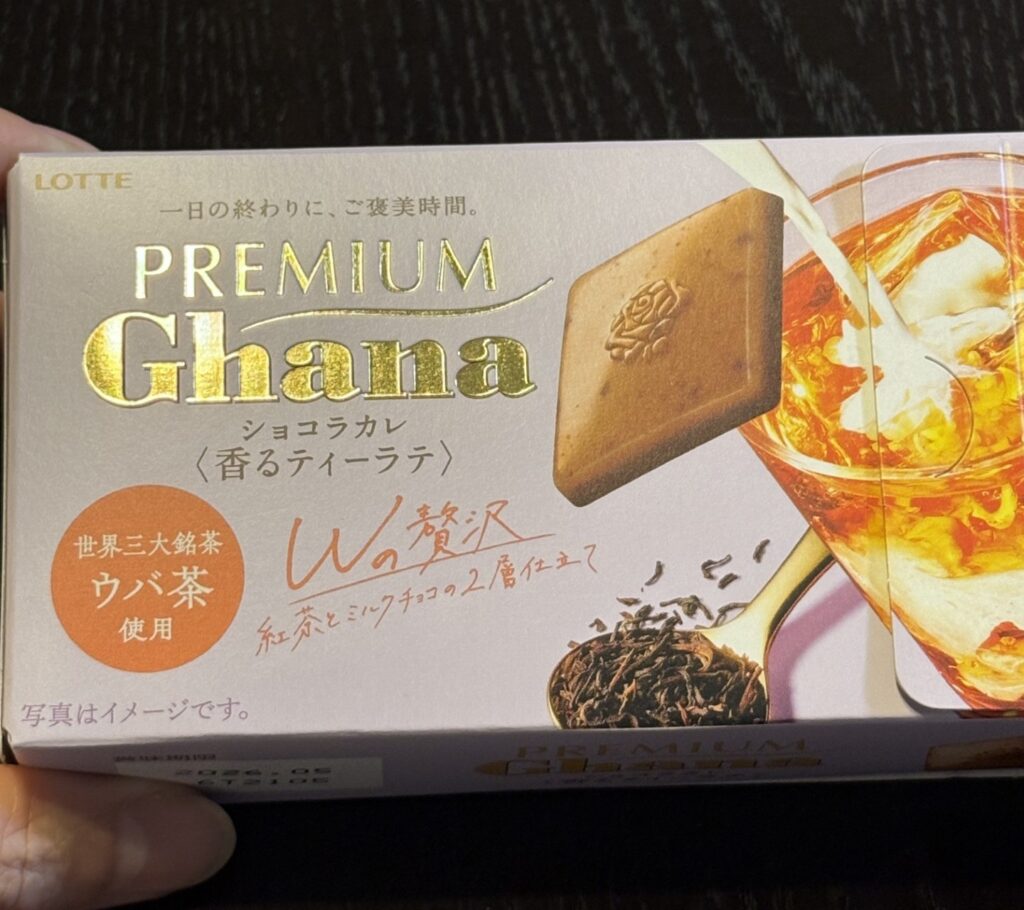 LOTTE
一日の終わりに、ご褒美時間。
PREMIUM
Ghana
ショコラカレ
〈香るティーラテ〉
世界三大銘茶
ウバ茶
使用
Wの贅沢
紅茶とミルクチョコの2層仕立て
写真はイメージです。
2026.05
6T2105
PREMIUM
Ghana